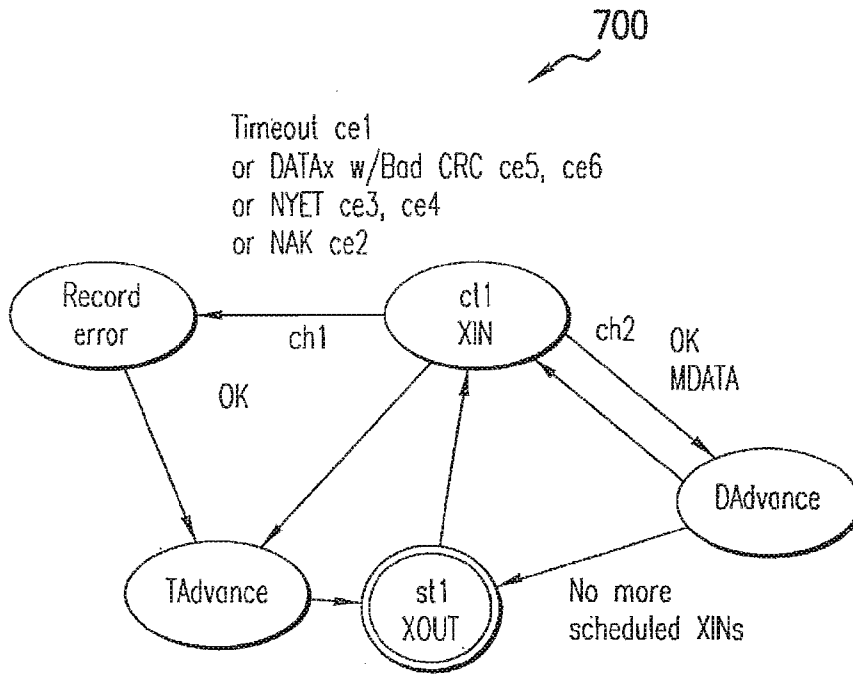 700
Timeout ce1
or DATAx w/Bad CRC ce5, ce6
or NYET ce3, ce4
or NAK ce2
Record
error
ct1
XIN
ch1
ch2
OK
MDATA
OK
DAdvance
TAdvance
st1
XOUT
No more
scheduled XINs